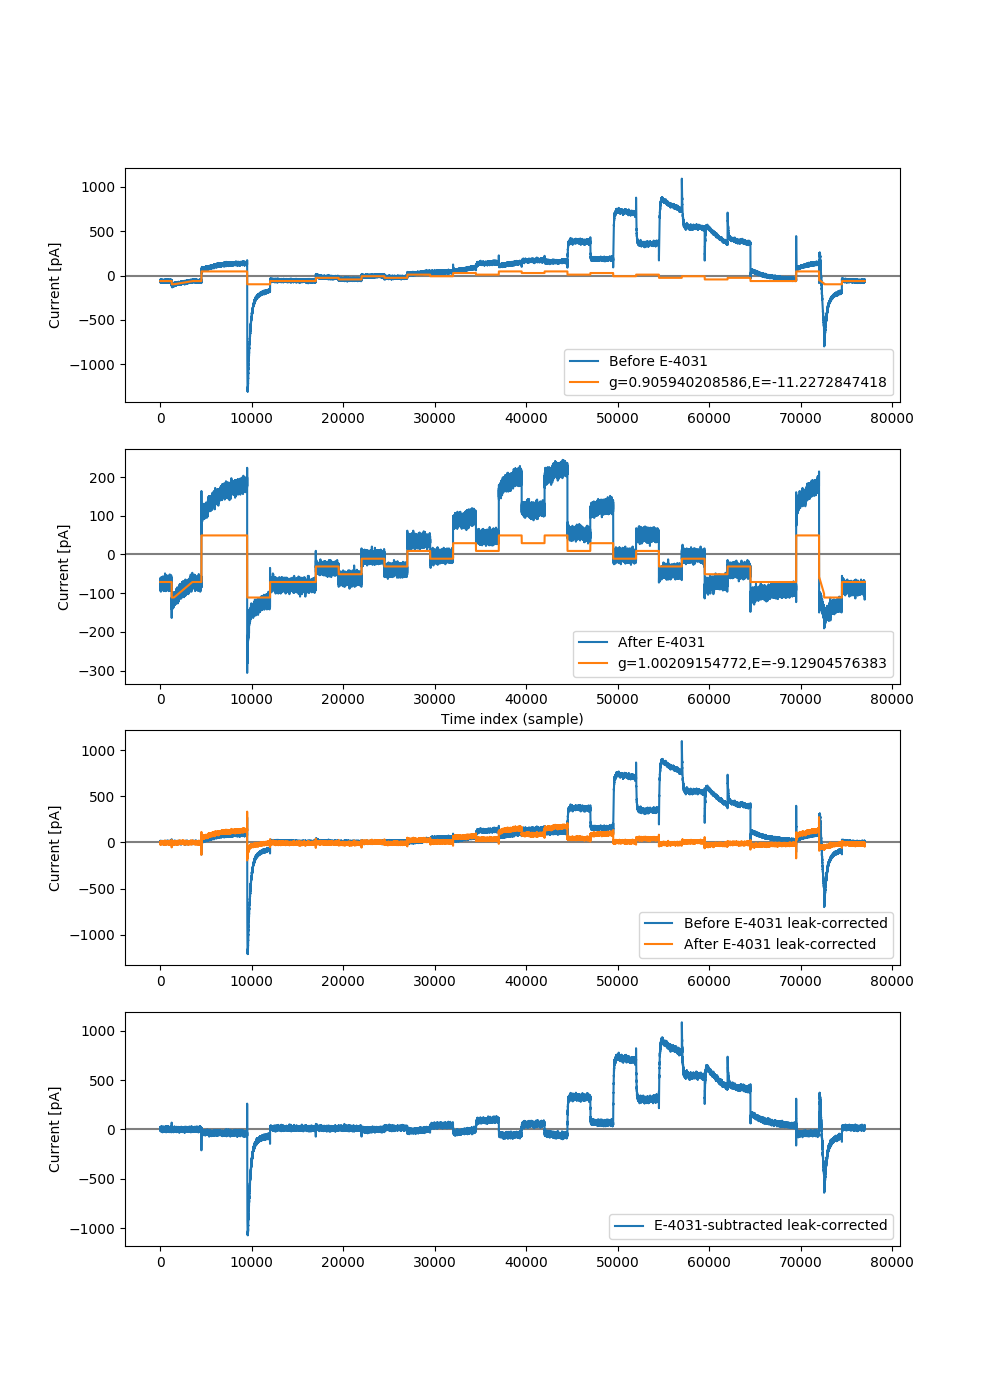 1000
500
0
−500
−1000
Current [pA]
Before E-4031
g=0.905940208586,E=-11.2272847418
0 10000 20000 30000 40000 50000 60000 70000 80000
200
100
0
−100
−200
−300
Current [pA]
After E-4031
g=1.00209154772,E=-9.12904576383
0 10000 20000 30000 40000 50000 60000 70000 80000
Time index (sample)
1000
500
0
−500
−1000
Current [pA]
Before E-4031 leak-corrected
After E-4031 leak-corrected
0 10000 20000 30000 40000 50000 60000 70000 80000
1000
500
0
−500
−1000
Current [pA]
E-4031-subtracted leak-corrected
0 10000 20000 30000 40000 50000 60000 70000 80000